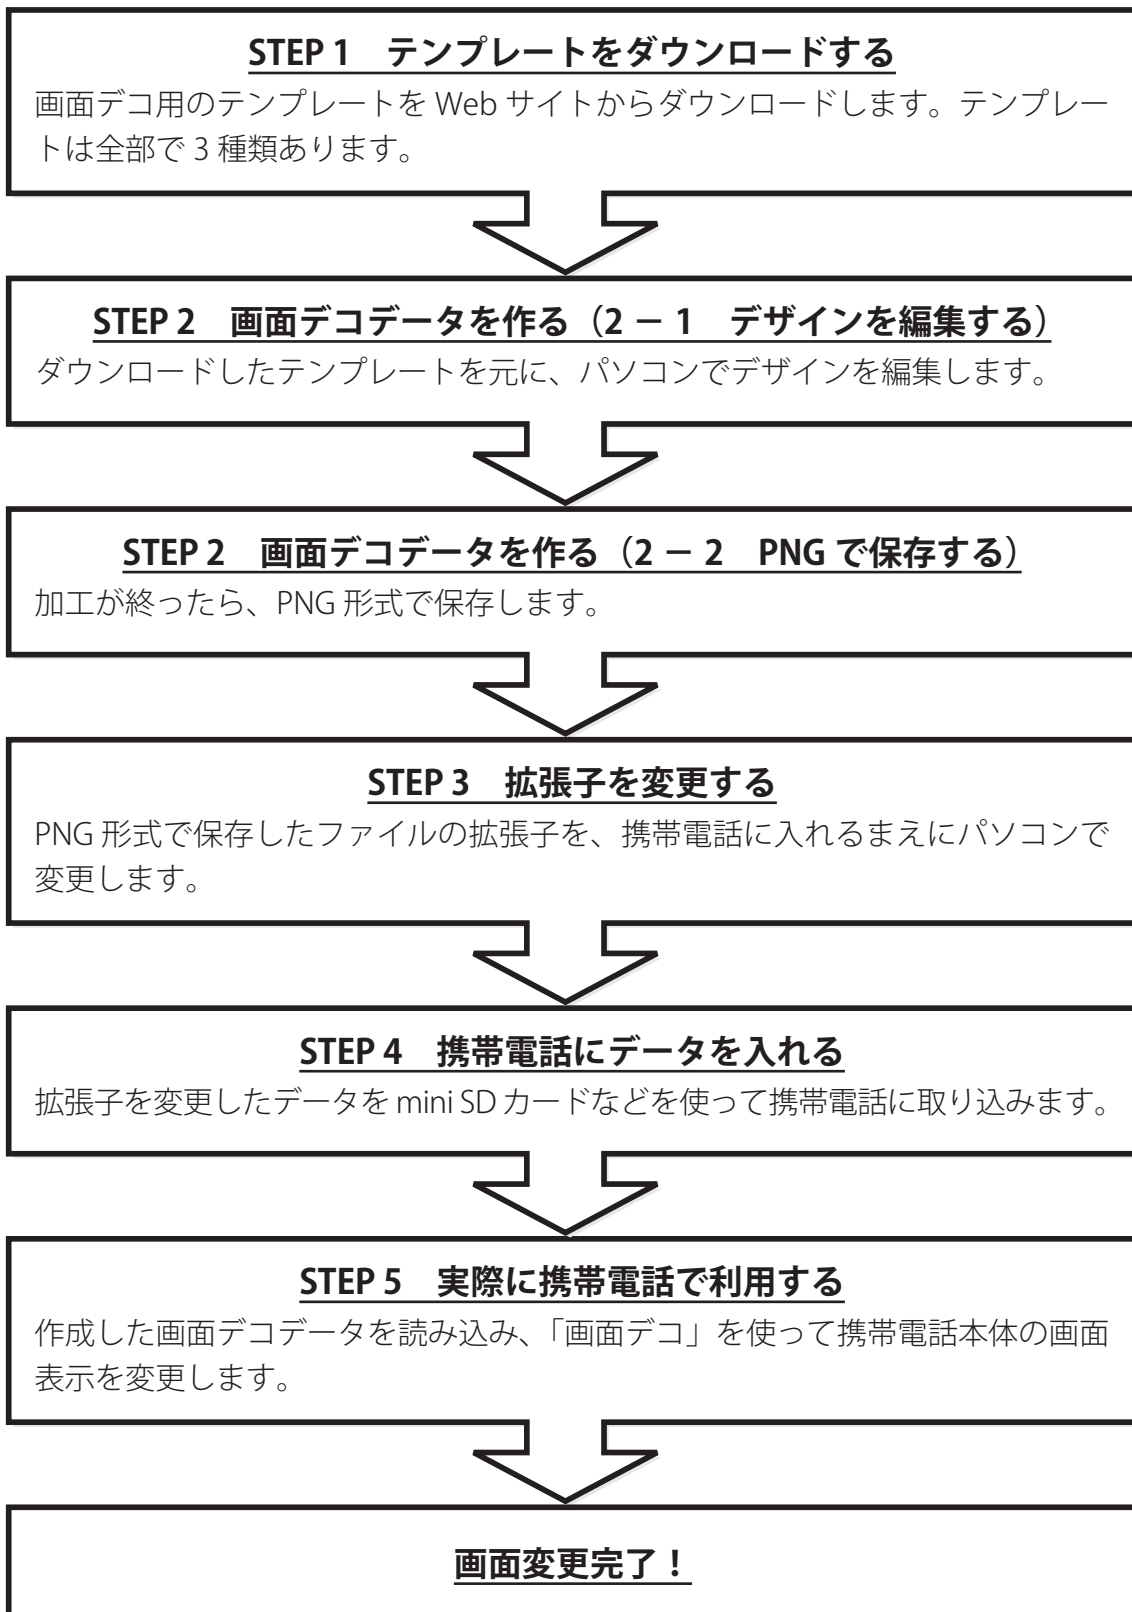 STEP 1　テンプレートをダウンロードする
画面デコ用のテンプレートを Web サイトからダウンロードします。テンプレー
トは全部で 3 種類あります。
STEP 2　画面デコデータを作る（2 － 1　デザインを編集する）
ダウンロードしたテンプレートを元に、パソコンでデザインを編集します。
STEP 2　画面デコデータを作る（2 － 2　PNG で保存する）
加工が終ったら、PNG 形式で保存します。
STEP 3　拡張子を変更する
PNG 形式で保存したファイルの拡張子を、携帯電話に入れるまえにパソコンで
変更します。
STEP 4　携帯電話にデータを入れる
拡張子を変更したデータを mini SD カードなどを使って携帯電話に取り込みます。
STEP 5　実際に携帯電話で利用する
作成した画面デコデータを読み込み、「画面デコ」を使って携帯電話本体の画面
表示を変更します。
画面変更完了！